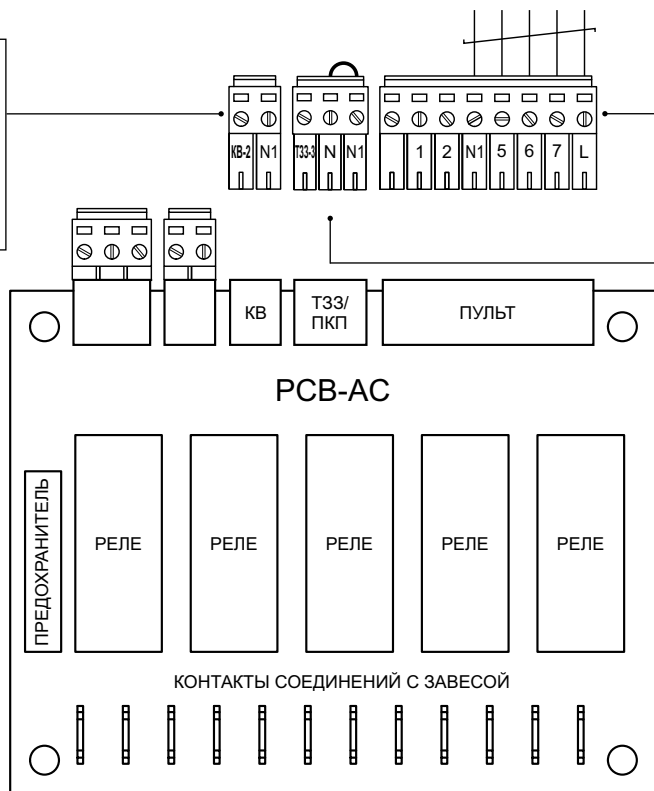 КВ-2 N1 ТЗЗ-3 N N1 1 2 N1 5 6 7 L
КВ
ТЗЗ/
ПКП
ПУЛЬТ
PCB-AC
ПРЕДОХРАНИТЕЛЬ
РЕЛЕ РЕЛЕ РЕЛЕ РЕЛЕ РЕЛЕ
КОНТАКТЫ СОЕДИНЕНИЙ С ЗАВЕСОЙ